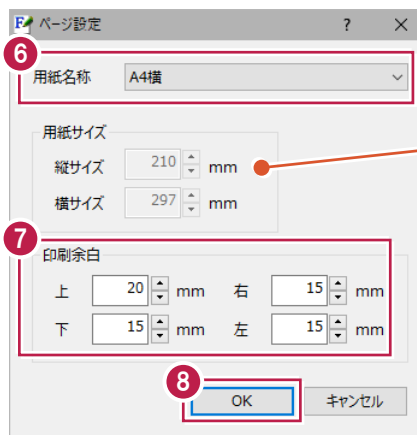 ページ設定 ? ×
6
用紙名称 A4横
用紙サイズ
縦サイズ 210 mm
横サイズ 297 mm
7
印刷余白
上 20 mm 右 15 mm
下 15 mm 左 15 mm
8
OK キャンセル